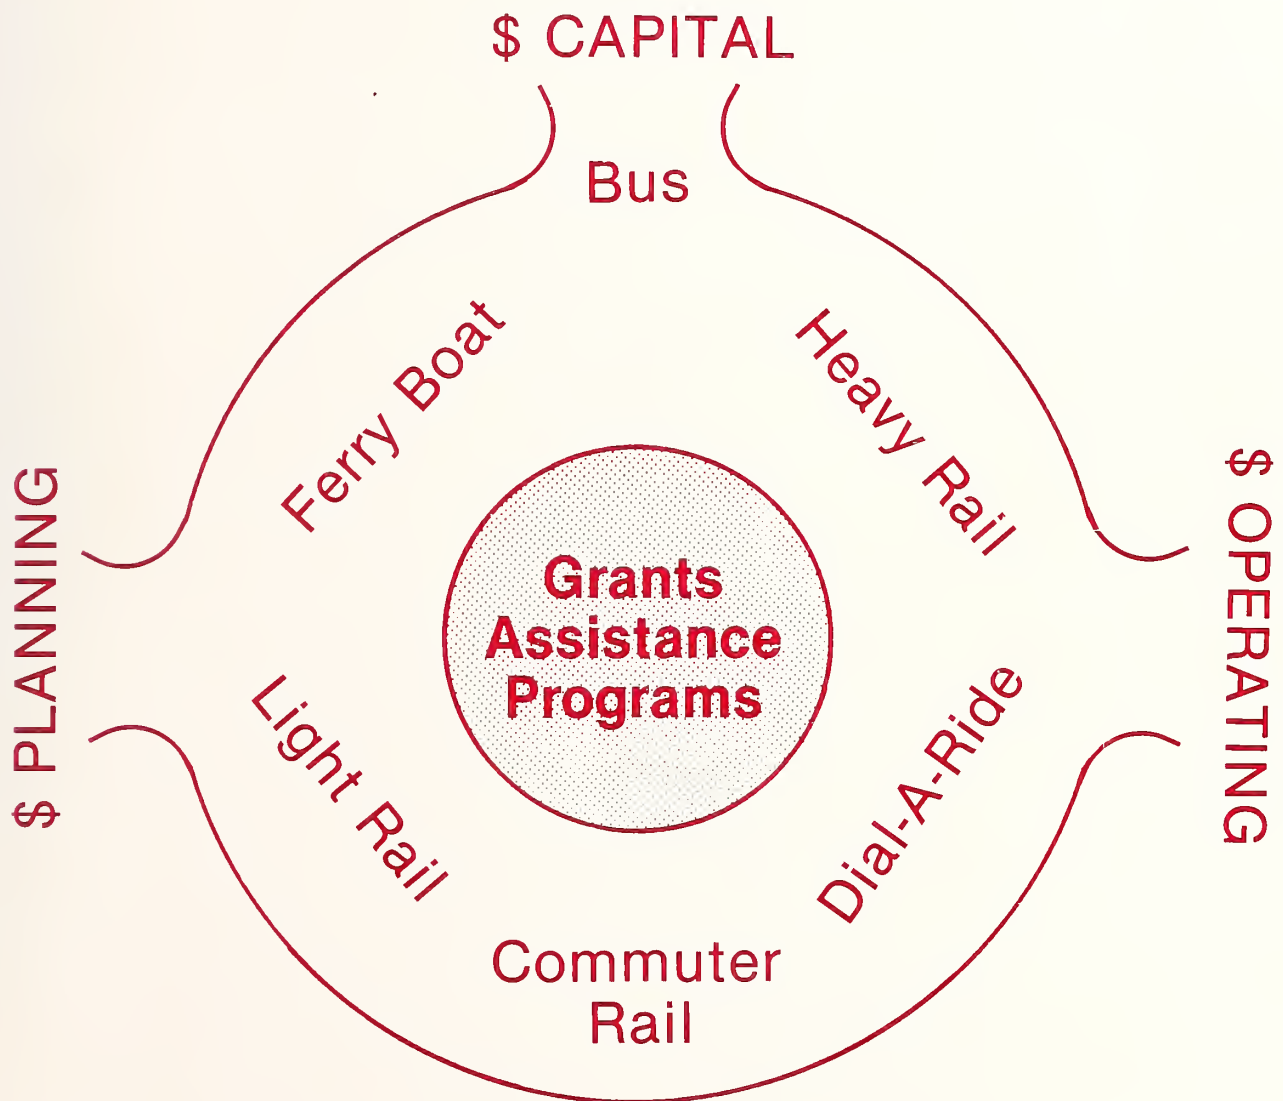 $ CAPITAL
Bus
Ferry Boat
Heavy Rail
$ PLANNING
Grants
Assistance
Programs
$ OPERATING
Light Rail
Dial-A-Ride
Commuter
Rail